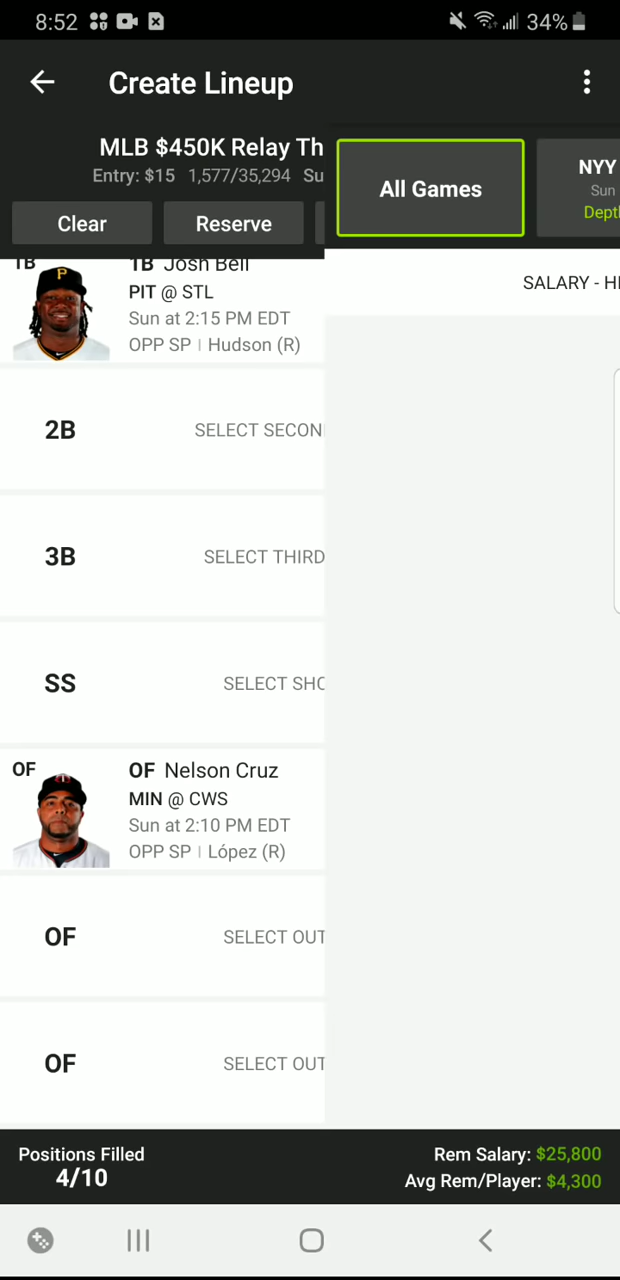 8:52
34%
Create Lineup
MLB $450K Relay Th
Entry: $15 1,577/35,294 Su
Clear
Reserve
All Games
NYY
Sun
Dept
SALARY - H
1B
1B Josh Bell
PIT @ STL
Sun at 2:15 PM EDT
OPP SP | Hudson (R)
2B
SELECT SECON
3B
SELECT THIRD
SS
SELECT SHO
OF
OF Nelson Cruz
MIN @ CWS
Sun at 2:10 PM EDT
OPP SP | López (R)
OF
SELECT OUT
OF
SELECT OUT
Positions Filled
4/10
Rem Salary: $25,800
Avg Rem/Player: $4,300